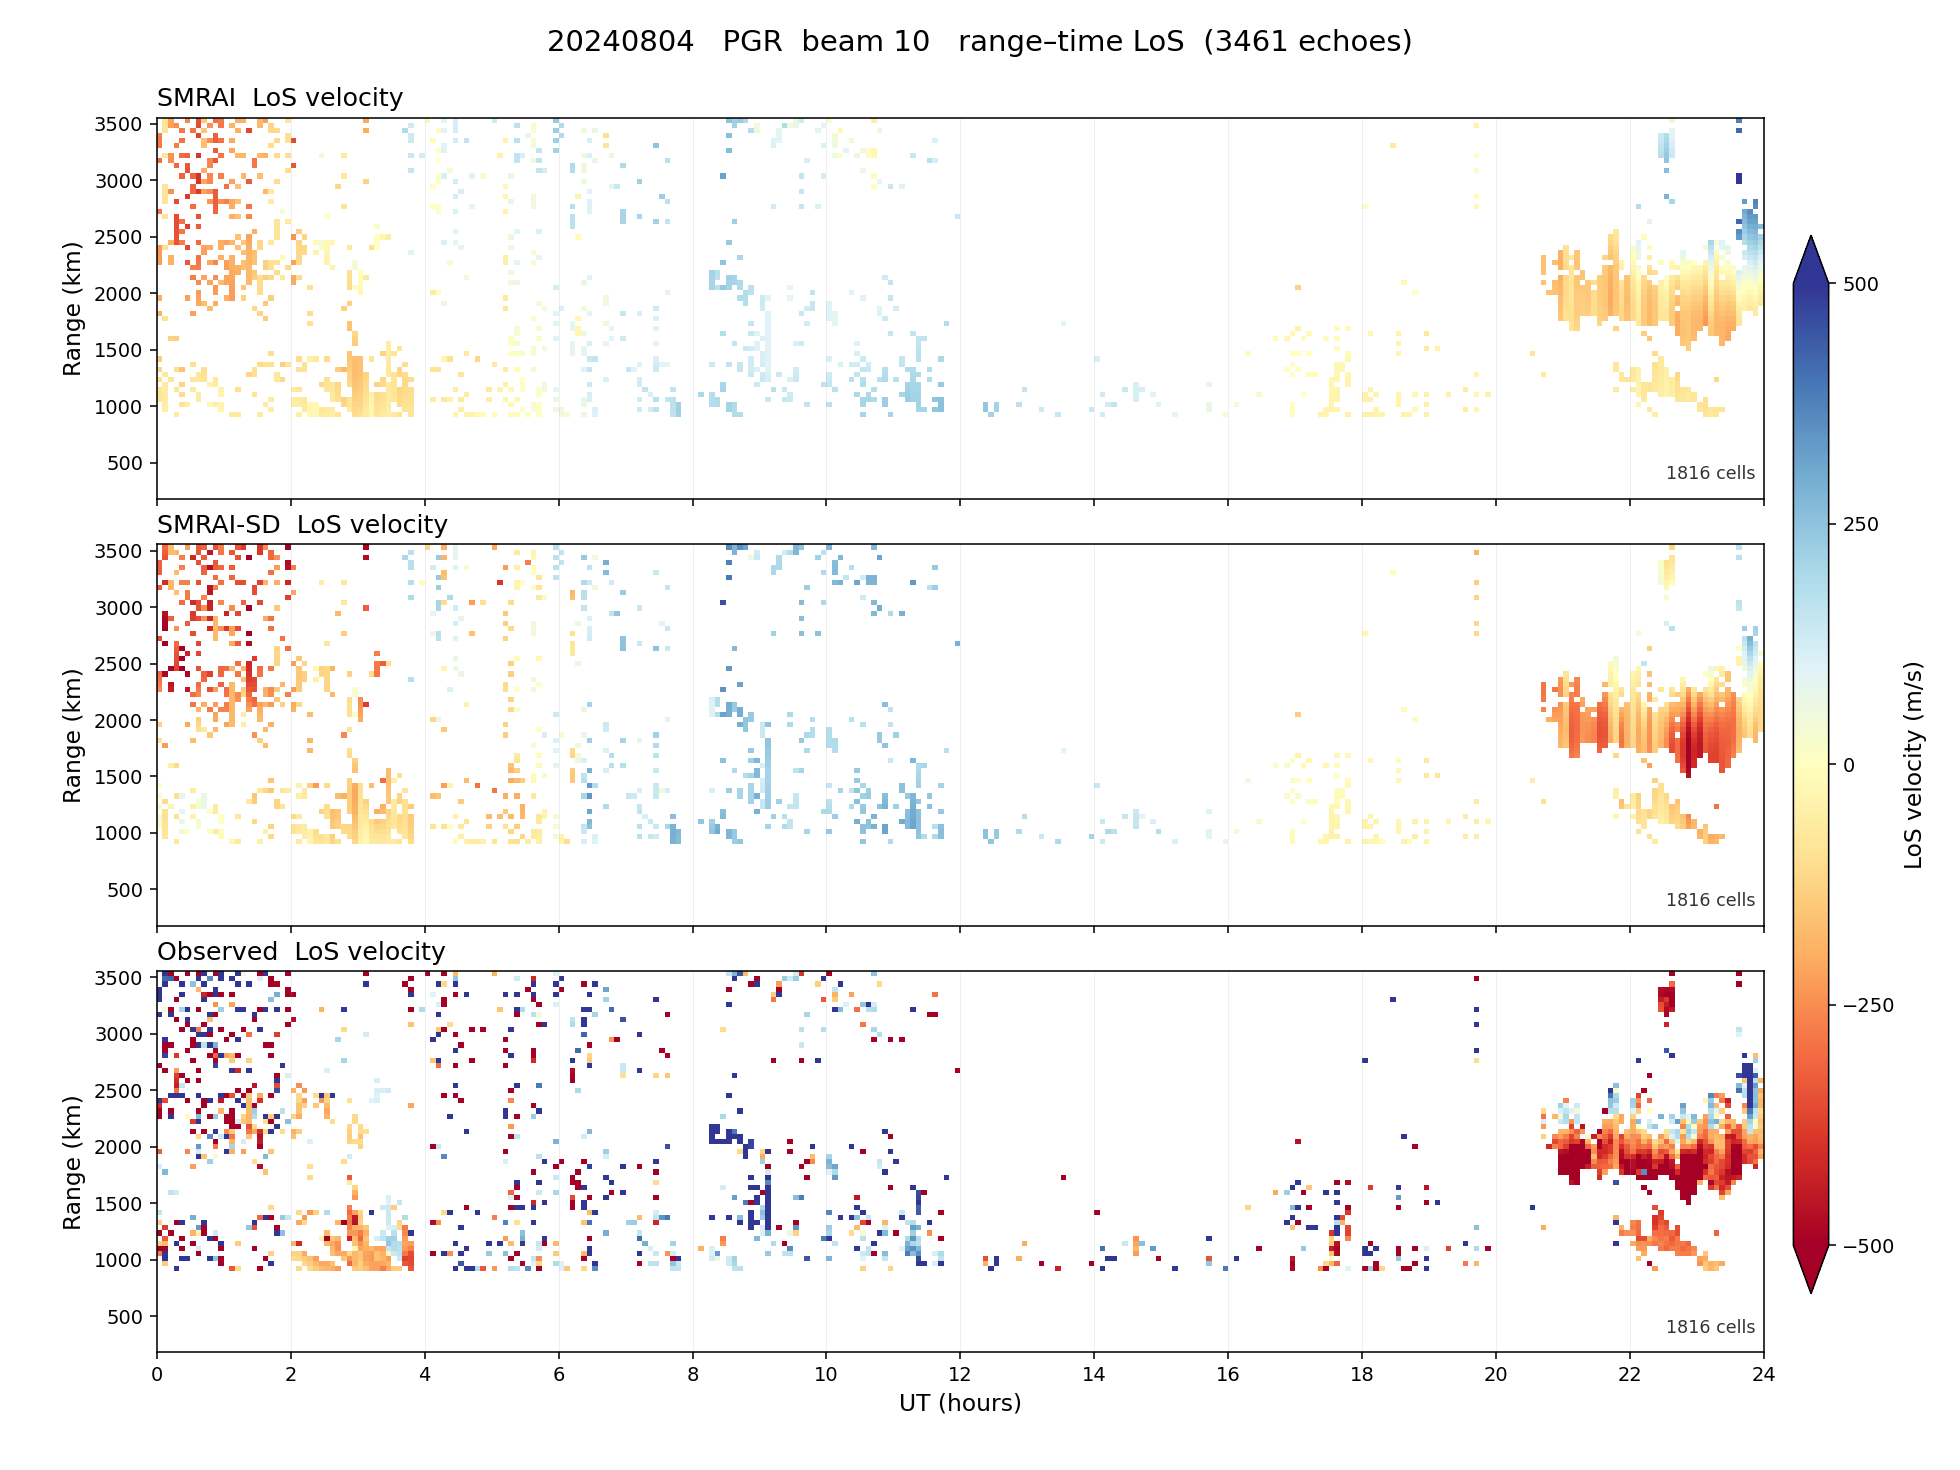 20240804   PGR  beam 10   range–time LoS  (3461 echoes)
SMRAI  LoS velocity
3500
3000
2500
2000
1500
1000
500
Range (km)
1816 cells
SMRAI-SD  LoS velocity
3500
3000
2500
2000
1500
1000
500
Range (km)
1816 cells
Observed  LoS velocity
3500
3000
2500
2000
1500
1000
500
Range (km)
1816 cells
0 2 4 6 8 10 12 14 16 18 20 22 24
UT (hours)
500
250
0
−250
−500
LoS velocity (m/s)